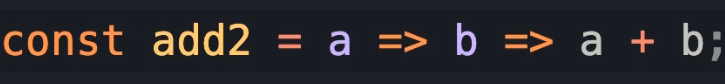 const add2 = a => b => a + b;